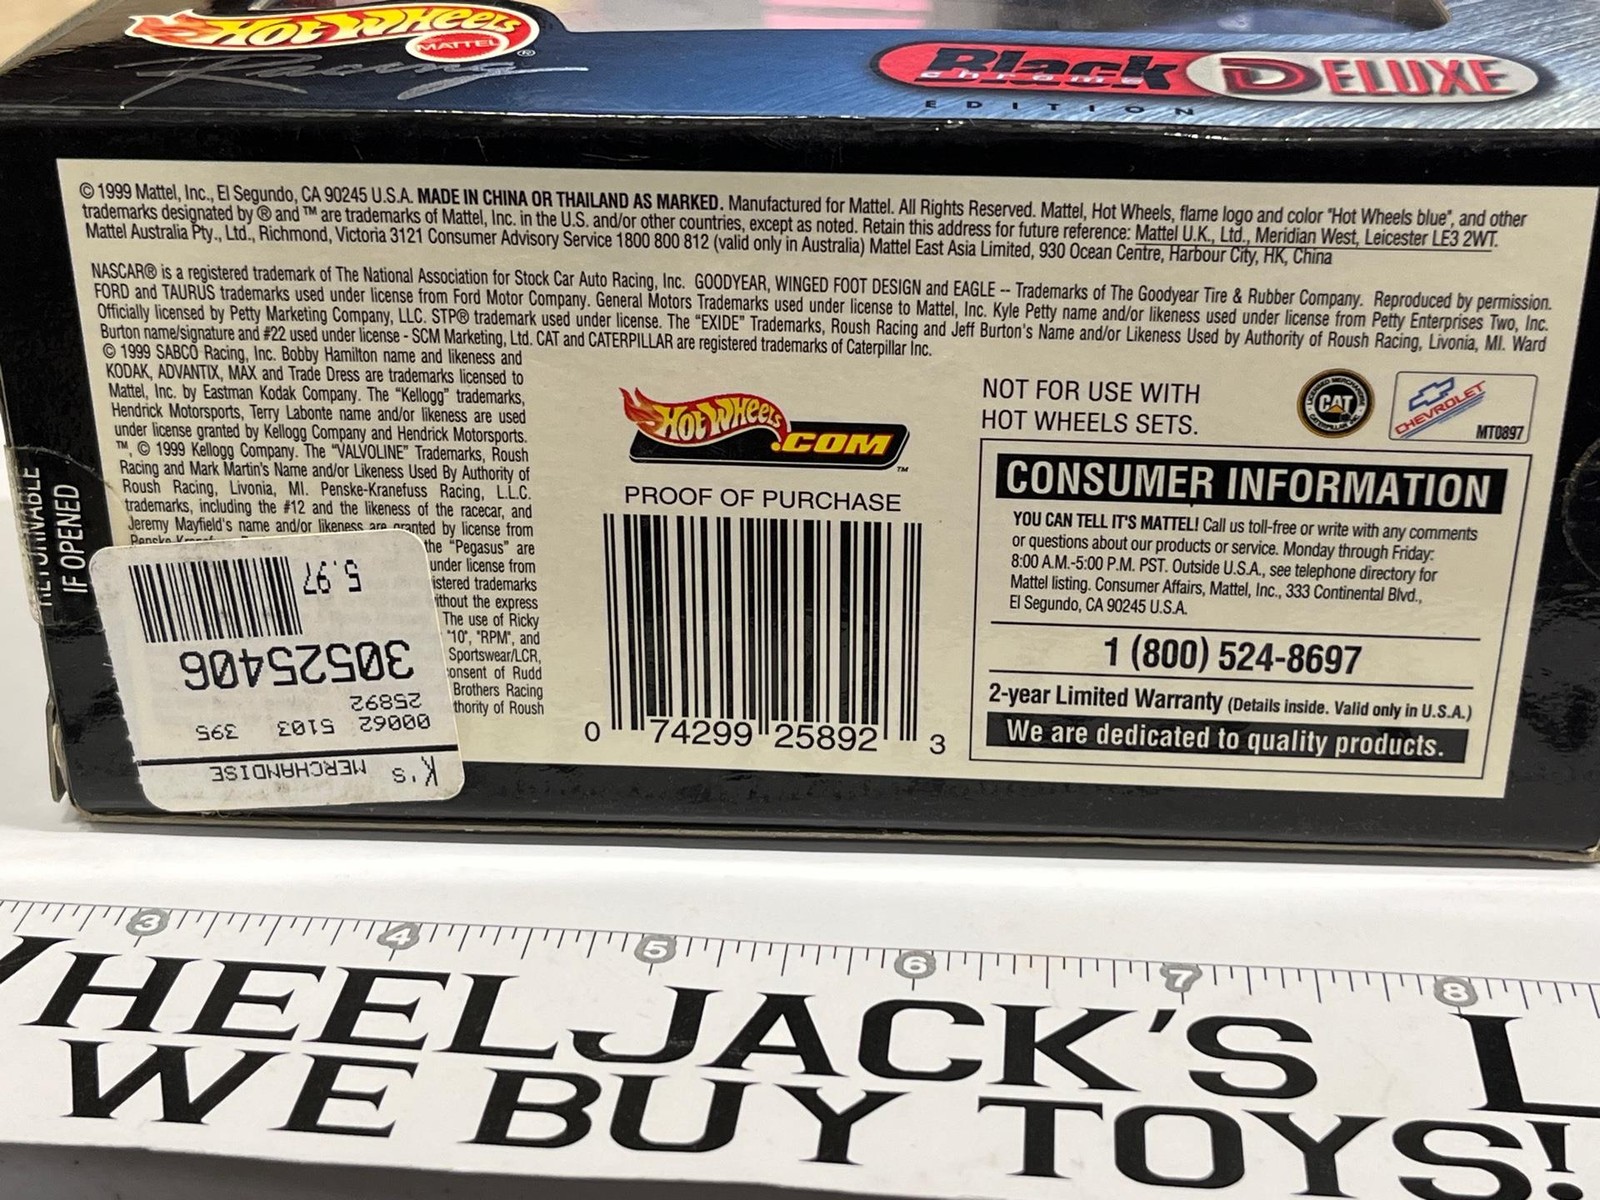 HOT WHEELS
MATTEL ®
Racing
Black DELUXE
chrome
EDITION
© 1999 Mattel, Inc., El Segundo, CA 90245 U.S.A. MADE IN CHINA OR THAILAND AS MARKED. Manufactured for Mattel. All Rights Reserved. Mattel, Hot Wheels, flame logo and color "Hot Wheels blue", and other
trademarks designated by ® and ™ are trademarks of Mattel, Inc. in the U.S. and/or other countries, except as noted. Retain this address for future reference: Mattel U.K., Ltd., Meridian West, Leicester LE3 2WT.
Mattel Australia Pty., Ltd., Richmond, Victoria 3121 Consumer Advisory Service 1800 800 812 (valid only in Australia) Mattel East Asia Limited, 930 Ocean Centre, Harbour City, HK, China
NASCAR® is a registered trademark of The National Association for Stock Car Auto Racing, Inc. GOODYEAR, WINGED FOOT DESIGN and EAGLE -- Trademarks of The Goodyear Tire & Rubber Company. Reproduced by permission.
FORD and TAURUS trademarks used under license from Ford Motor Company. General Motors Trademarks used under license to Mattel, Inc. Kyle Petty name and/or likeness used under license from Petty Enterprises Two, Inc.
Officially licensed by Petty Marketing Company, LLC. STP® trademark used under license. The "EXIDE" Trademarks, Roush Racing and Jeff Burton's Name and/or Likeness Used by Authority of Roush Racing, Livonia, MI. Ward
Burton name/signature and #22 used under license - SCM Marketing, Ltd. CAT and CATERPILLAR are registered trademarks of Caterpillar Inc.
© 1999 SABCO Racing, Inc. Bobby Hamilton name and likeness and
KODAK, ADVANTIX, MAX and Trade Dress are trademarks licensed to
Mattel, Inc. by Eastman Kodak Company. The "Kellogg" trademarks,
Hendrick Motorsports, Terry Labonte name and/or likeness are used
under license granted by Kellogg Company and Hendrick Motorsports.
™, © 1999 Kellogg Company. The "VALVOLINE" Trademarks, Roush
Racing and Mark Martin's Name and/or Likeness Used By Authority of
Roush Racing, Livonia, MI. Penske-Kranefuss Racing, L.L.C.
trademarks, including the #12 and the likeness of the racecar, and
Jeremy Mayfield's name and/or likeness are granted by license from
the "Pegasus" are
under license from
istered trademarks
ithout the express
The use of Ricky
"10", "RPM", and
Sportswear/LCR,
onsent of Rudd
Brothers Racing
thority of Roush
IF OPENED
K's MERCHANDISE
00062 5103 395
25892
30525406
5.97
HOT WHEELS
.COM™
PROOF OF PURCHASE
0 74299 25892 3
NOT FOR USE WITH
HOT WHEELS SETS.
LICENSED MERCHANDISE
CAT
CATERPILLAR INC.
CHEVROLET
MT0897
CONSUMER INFORMATION
YOU CAN TELL IT'S MATTEL! Call us toll-free or write with any comments
or questions about our products or service. Monday through Friday:
8:00 A.M.-5:00 P.M. PST. Outside U.S.A., see telephone directory for
Mattel listing. Consumer Affairs, Mattel, Inc., 333 Continental Blvd.,
El Segundo, CA 90245 U.S.A.
1 (800) 524-8697
2-year Limited Warranty (Details inside. Valid only in U.S.A.)
We are dedicated to quality products.
3 4 5 6 7 8
WHEELJACK'S L
WE BUY TOYS!